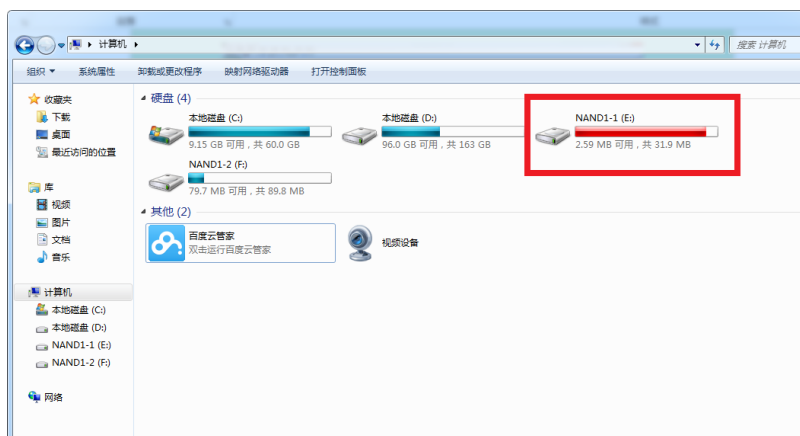 计算机
搜索 计算机
组织 系统属性 卸载或更改程序 映射网络驱动器 打开控制面板
收藏夹
下载
桌面
最近访问的位置
库
视频
图片
文档
音乐
计算机
本地磁盘 (C:)
本地磁盘 (D:)
NAND1-1 (E:)
NAND1-2 (F:)
网络
硬盘 (4)
本地磁盘 (C:)
9.15 GB 可用，共 60.0 GB
本地磁盘 (D:)
96.0 GB 可用，共 163 GB
NAND1-1 (E:)
2.59 MB 可用，共 31.9 MB
NAND1-2 (F:)
79.7 MB 可用，共 89.8 MB
其他 (2)
百度云管家
双击运行百度云管家
视频设备